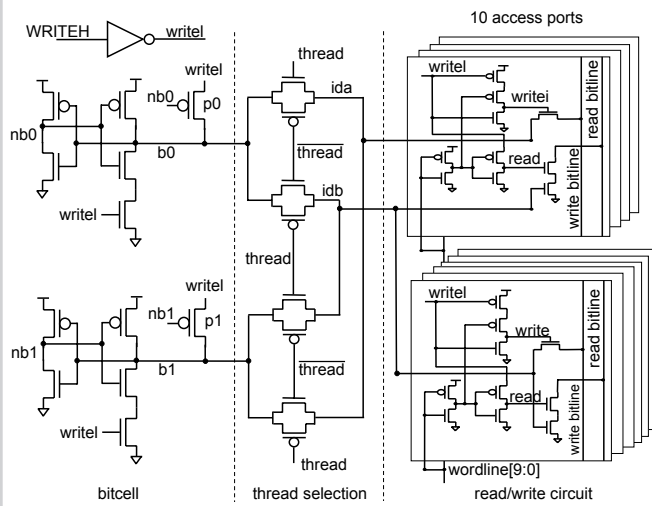 10 access ports
WRITEH
writel
thread
writel
writel
nb0
p0
ida
writei
read bitline
nb0
b0
thread
read
write bitline
idb
writel
thread
writel
writel
nb1
p1
write
read bitline
nb1
b1
thread
read
write bitline
writel
thread
wordline[9:0]
bitcell
thread selection
read/write circuit